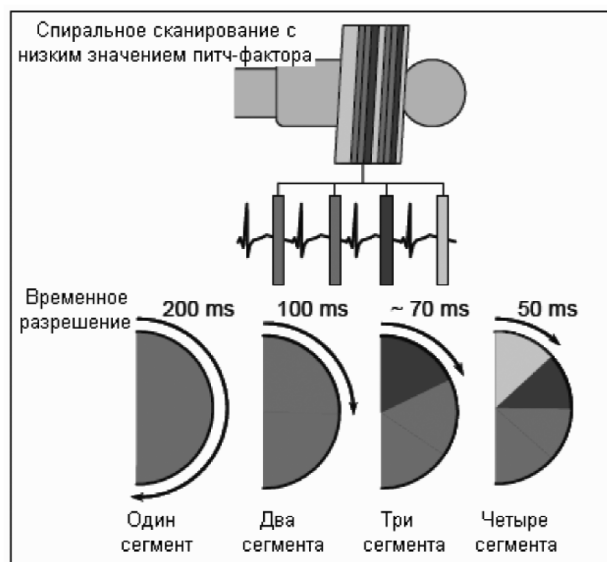 Спиральное сканирование с
низким значением питч-фактора
Временное
разрешение
200 ms
100 ms
~ 70 ms
50 ms
Один
сегмент
Два
сегмента
Три
сегмента
Четыре
сегмента